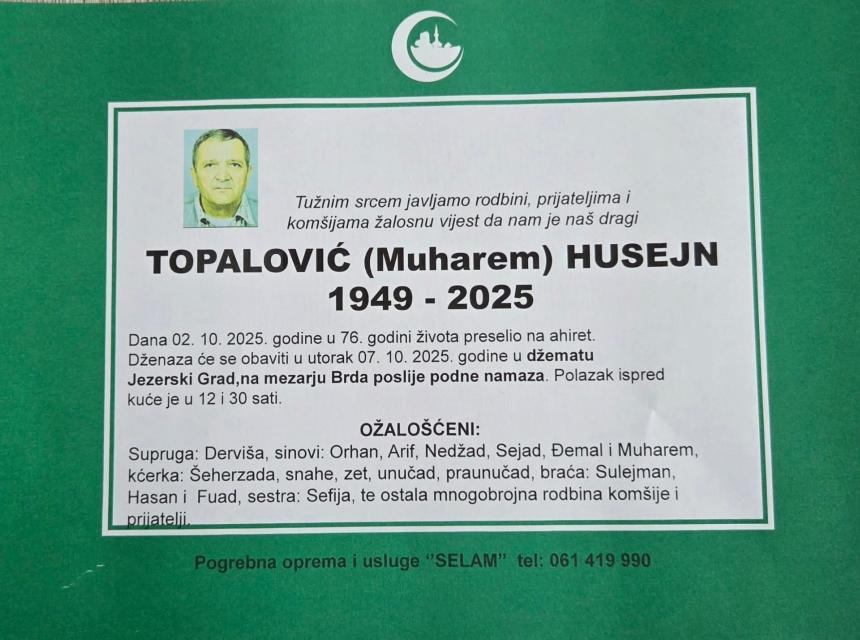 Tužnim srcem javljamo rodbini, prijateljima i
komšijama žalosnu vijest da nam je naš dragi
TOPALOVIĆ (Muharem) HUSEJN
1949 - 2025
Dana 02. 10. 2025. godine u 76. godini života preselio na ahiret.
Dženaza će se obaviti u utorak 07. 10. 2025. godine u džematu
Jezerski Grad,na mezarju Brda poslije podne namaza. Polazak ispred
kuće je u 12 i 30 sati.
OŽALOŠĆENI:
Supruga: Derviša, sinovi: Orhan, Arif, Nedžad, Sejad, Đemal i Muharem,
kćerka: Šeherzada, snahe, zet, unučad, praunučad, braća: Sulejman,
Hasan i Fuad, sestra: Sefija, te ostala mnogobrojna rodbina komšije i
prijatelji.
Pogrebna oprema i usluge ‘’SELAM’’ tel: 061 419 990